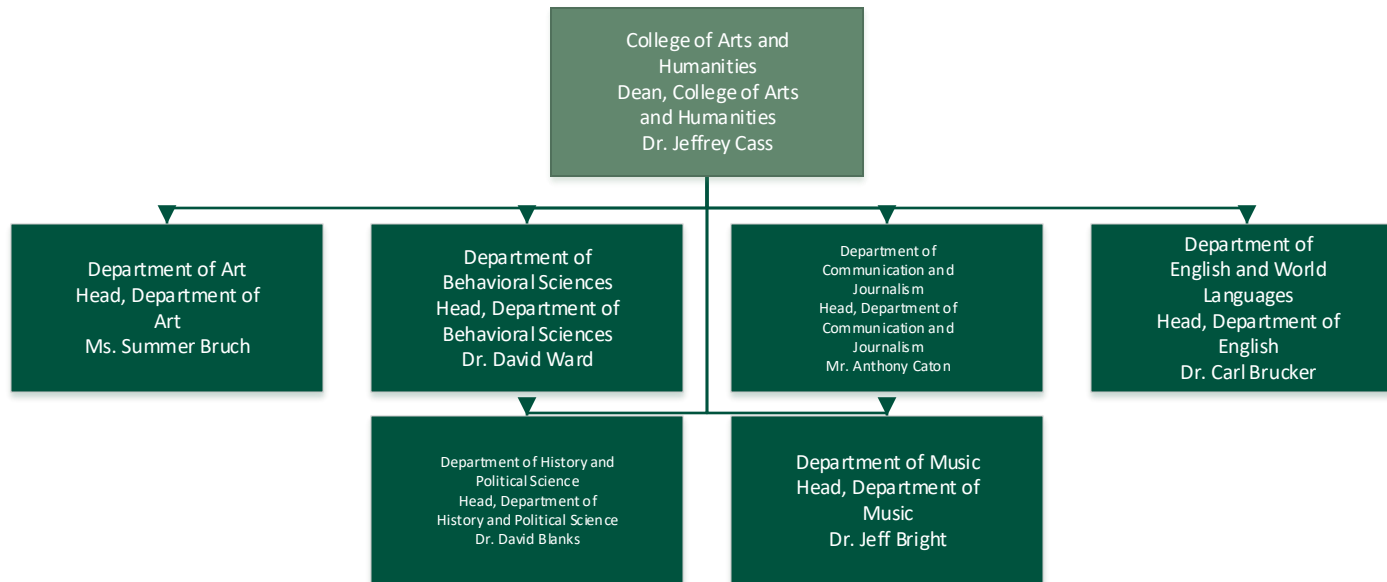 College of Arts and
Humanities
Dean, College of Arts
and Humanities
Dr. Jeffrey Cass
Department of Art
Head, Department of
Art
Ms. Summer Bruch
Department of
Behavioral Sciences
Head, Department of
Behavioral Sciences
Dr. David Ward
Department of
Communication and
Journalism
Head, Department of
Communication and
Journalism
Mr. Anthony Caton
Department of
English and World
Languages
Head, Department of
English
Dr. Carl Brucker
Department of History and
Political Science
Head, Department of
History and Political Science
Dr. David Blanks
Department of Music
Head, Department of
Music
Dr. Jeff Bright